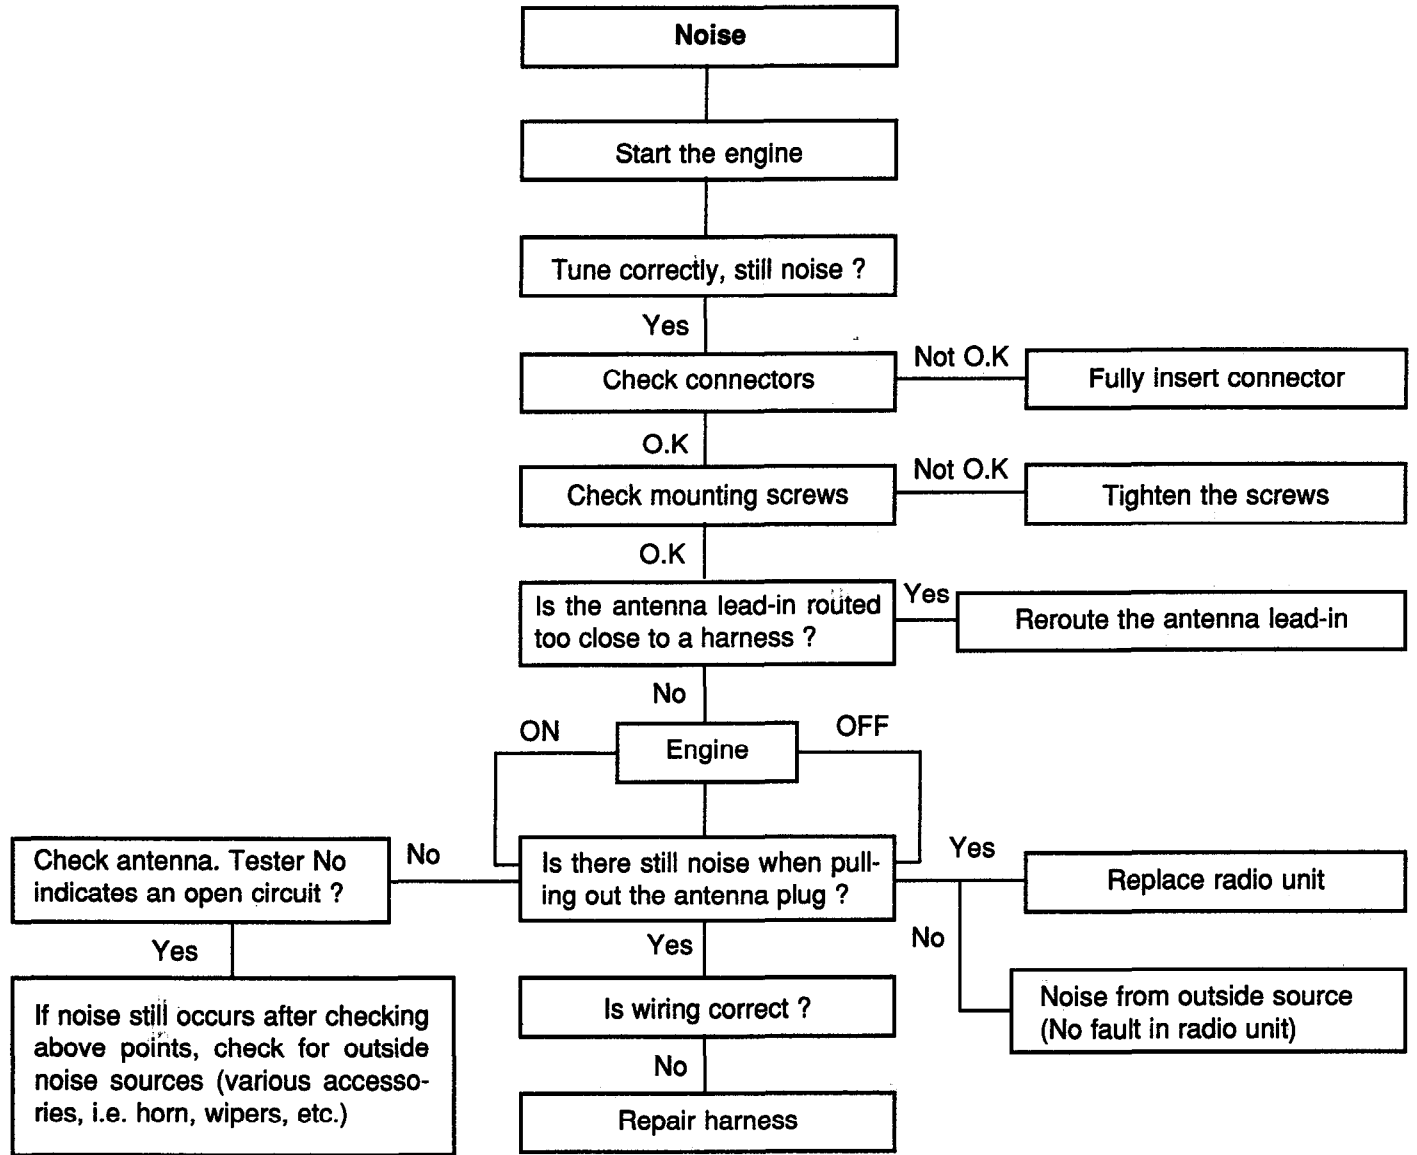 Noise
Start the engine
Tune correctly, still noise ?
Yes
Check connectors
Not O.K
Fully insert connector
O.K
Check mounting screws
Not O.K
Tighten the screws
O.K
Is the antenna lead-in routed
too close to a harness ?
Yes
Reroute the antenna lead-in
No
ON
Engine
OFF
Check antenna. Tester No
indicates an open circuit ?
No
Is there still noise when pull-
ing out the antenna plug ?
Yes
Replace radio unit
Yes
Yes
No
If noise still occurs after checking
above points, check for outside
noise sources (various accesso-
ries, i.e. horn, wipers, etc.)
Is wiring correct ?
Noise from outside source
(No fault in radio unit)
No
Repair harness